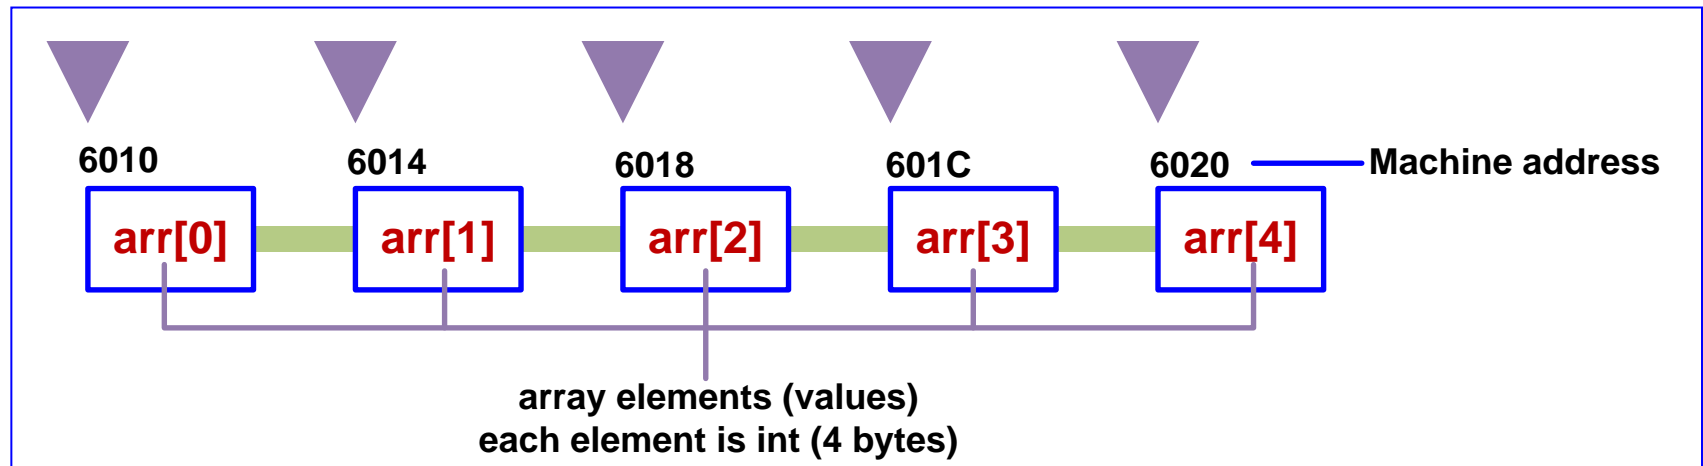 6010 6014 6018 601C 6020 Machine address
arr[0] arr[1] arr[2] arr[3] arr[4]
array elements (values)
each element is int (4 bytes)